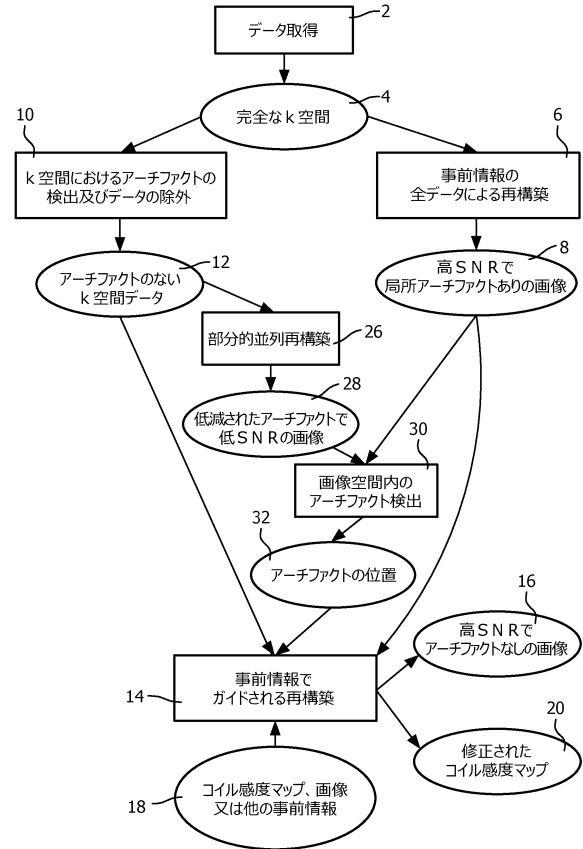 データ取得
2
完全なk空間
4
10
k空間におけるアーチファクトの
検出及びデータの除外
6
事前情報の
全データによる再構築
12
アーチファクトのない
k空間データ
8
高SNRで
局所アーチファクトありの画像
部分的並列再構築
26
28
低減されたアーチファクトで
低SNRの画像
30
画像空間内の
アーチファクト検出
32
アーチファクトの位置
16
高SNRで
アーチファクトなしの画像
14
事前情報で
ガイドされる再構築
20
修正された
コイル感度マップ
18
コイル感度マップ、画像
又は他の事前情報